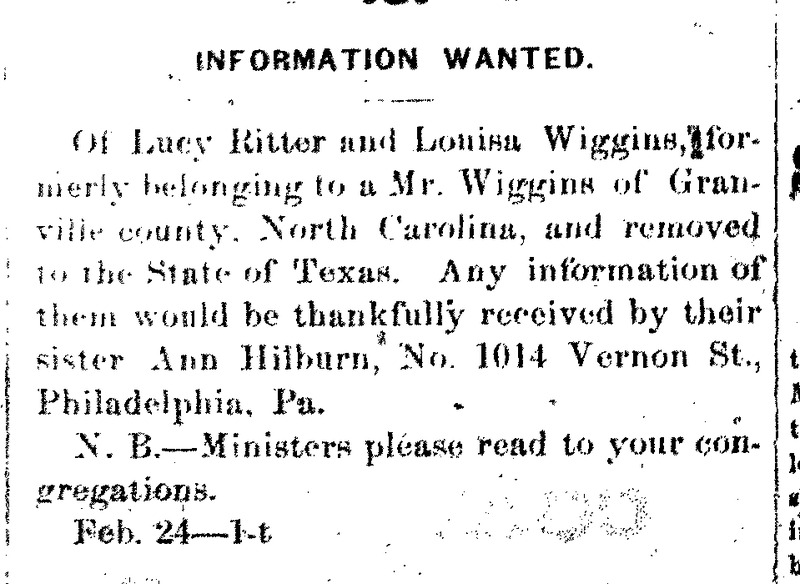 INFORMATION WANTED.
Of Lucy Ritter and Louisa Wiggins, for-
merly belonging to a Mr. Wiggins of Gran-
ville county, North Carolina, and removed
to the State of Texas. Any information of
them would be thankfully received by their
sister Ann Hilburn, No. 1014 Vernon St.,
Philadelphia, Pa.
N. B.—Ministers please read to your con-
gregations.
Feb. 24—1-t